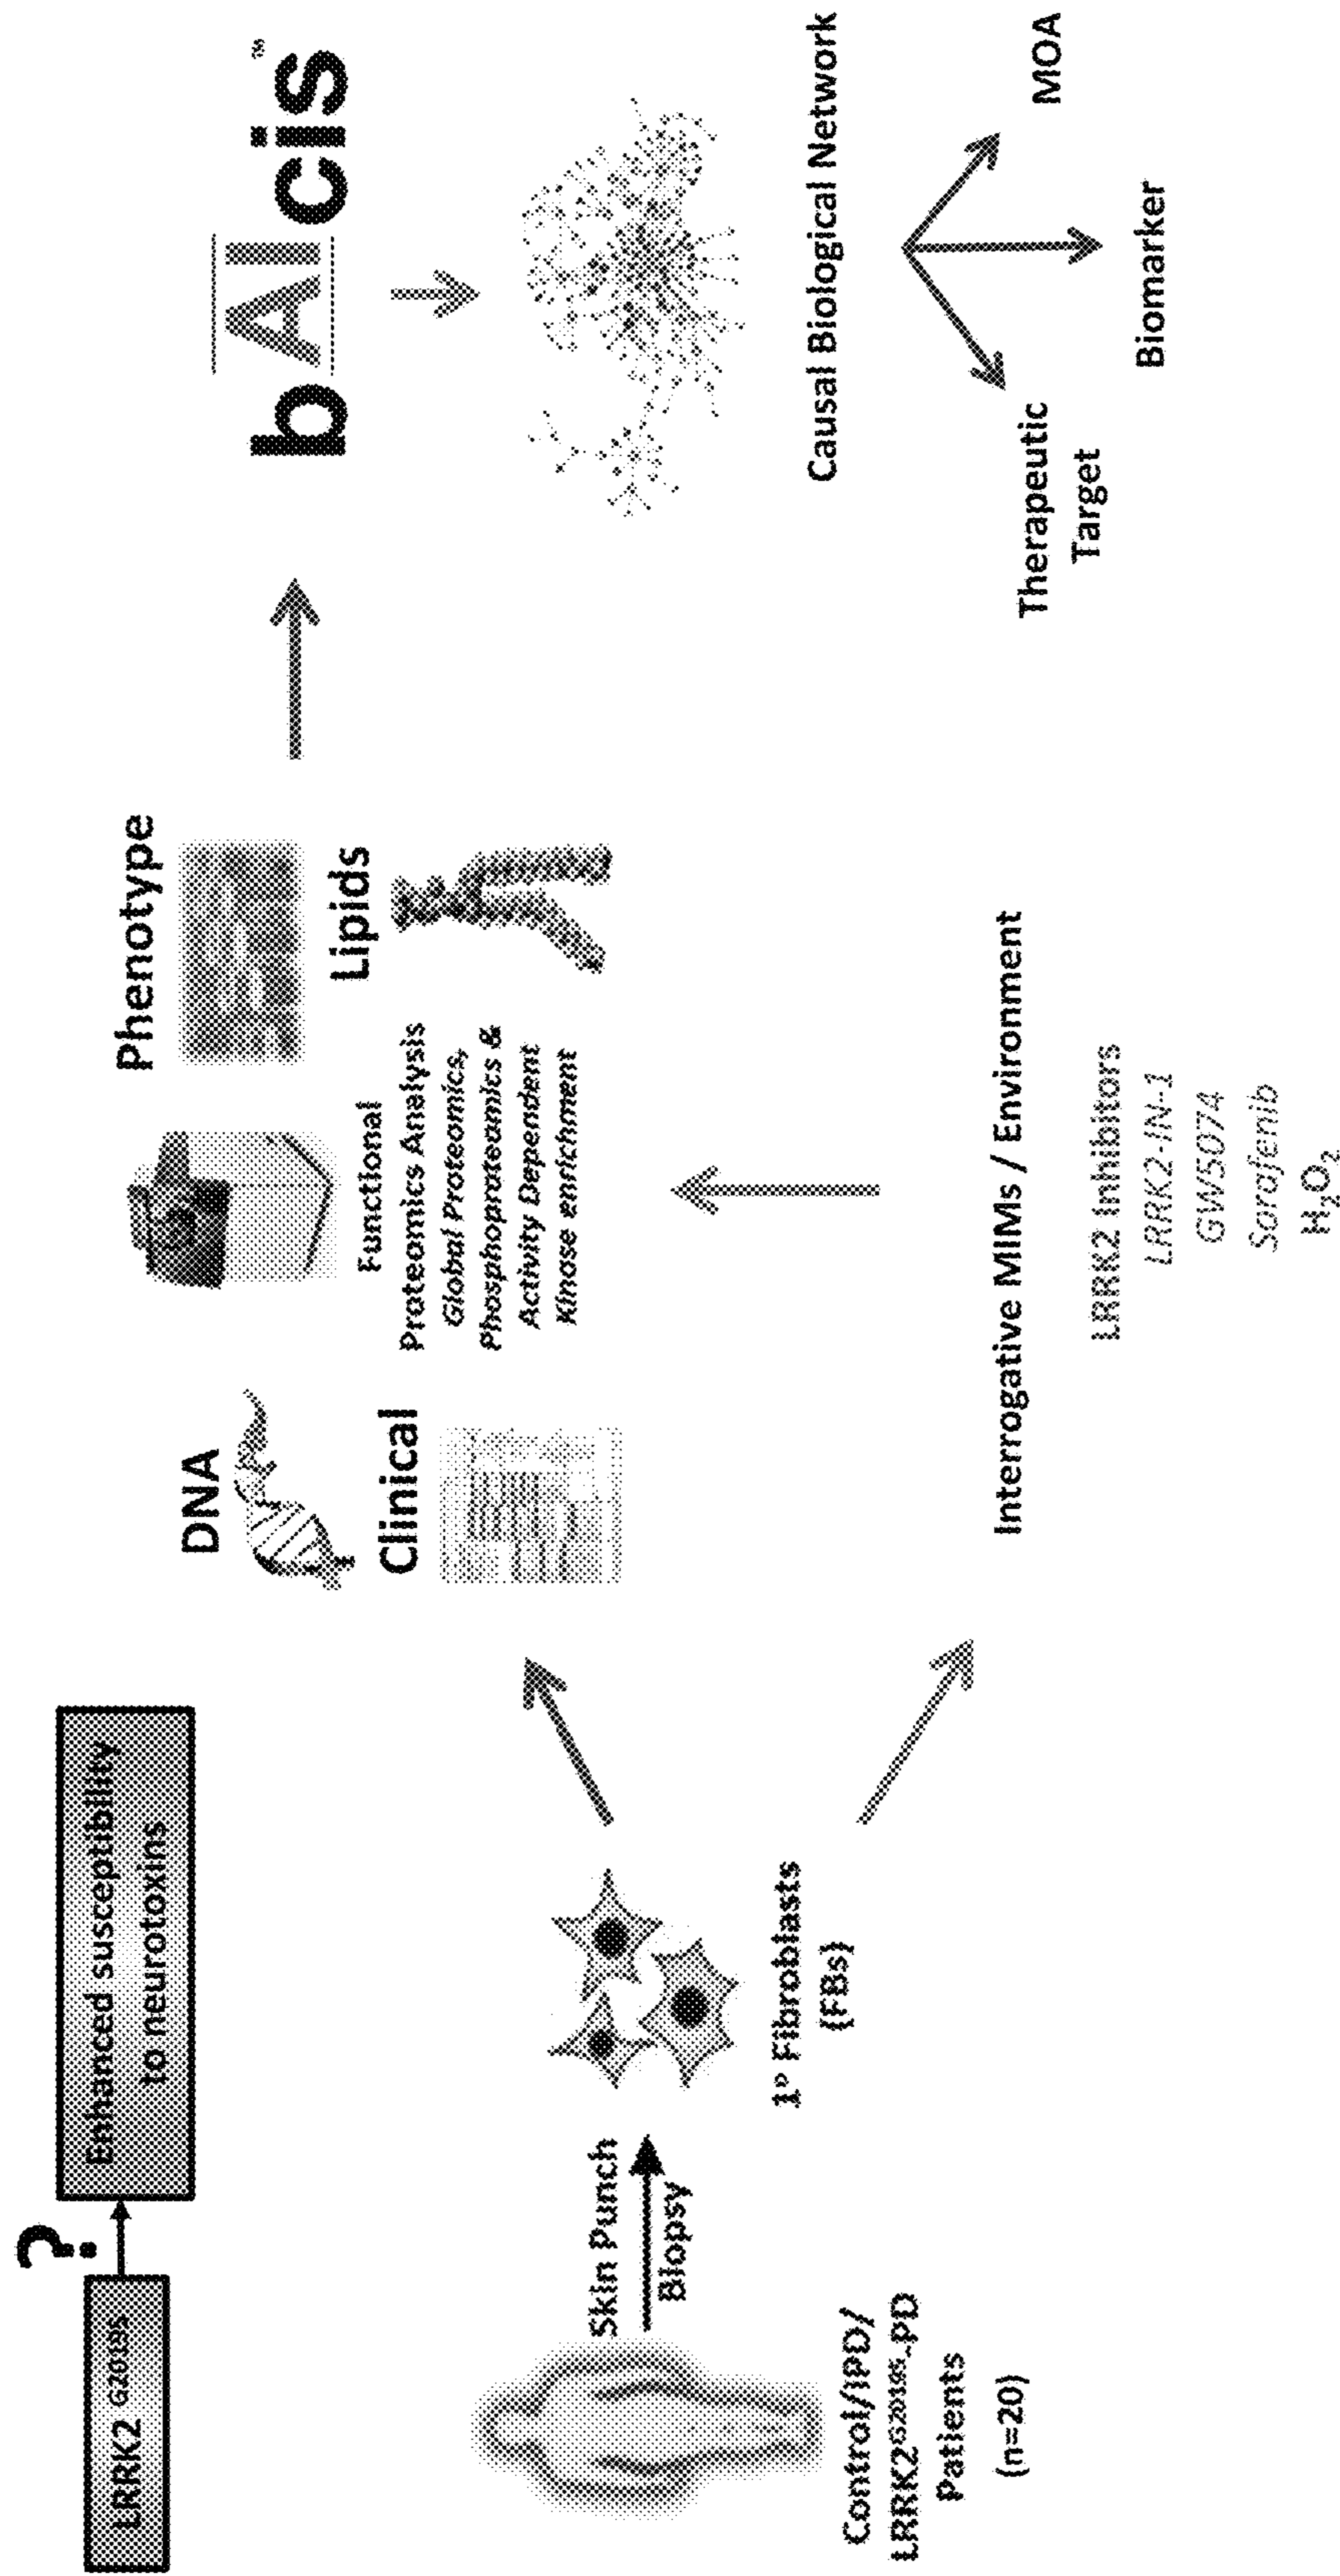 ?
LRRK2 G2019S
Enhanced susceptibility
to neurotoxins
Control/IPD/
LRRK2G2019S-PD
Patients
(n=20)
Skin Punch
Biopsy
1° Fibroblasts
(FBs)
DNA
Clinical
Functional
Proteomics Analysis
Global Proteomics,
Phosphoproteomics &
Activity Dependent
Kinase enrichment
Phenotype
Lipids
Interrogative MIMs / Environment
LRRK2 Inhibitors
LRRK2-IN-1
GW5074
Sorafenib
H2O2
bAIcis™
Causal Biological Network
Therapeutic
Target
Biomarker
MOA